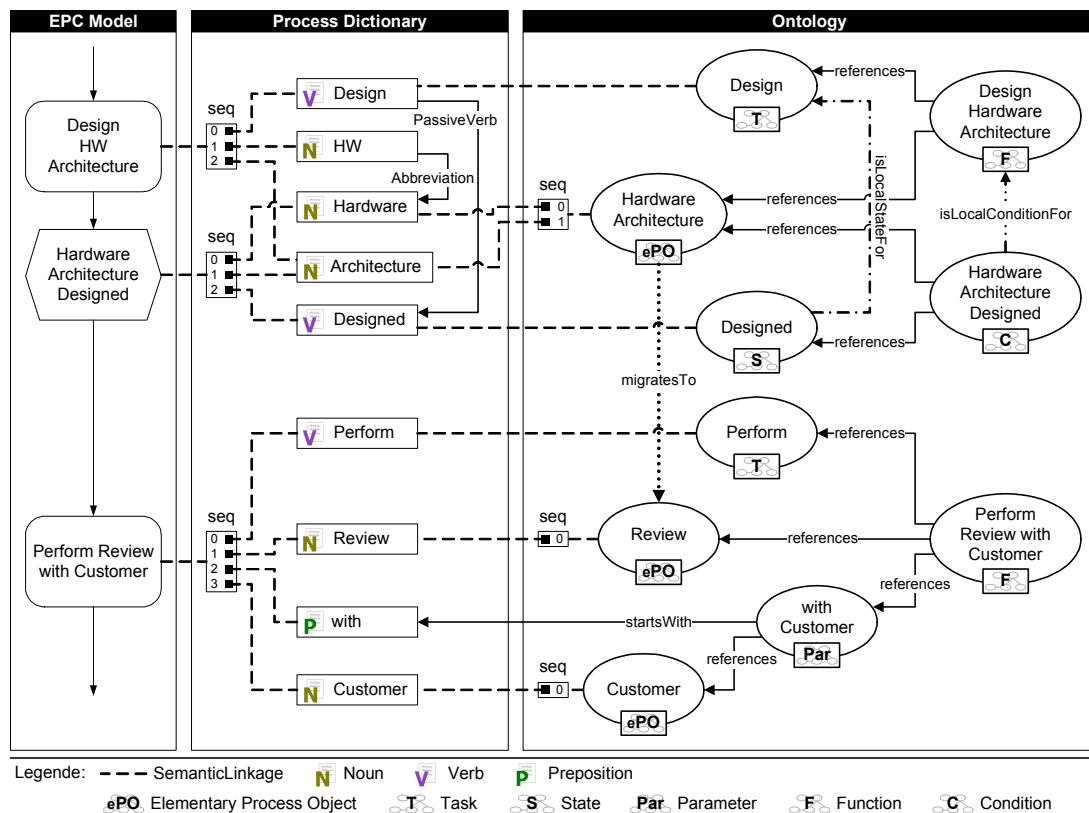 EPC Model
Process Dictionary
Ontology
Design
HW
Architecture
Hardware
Architecture
Designed
Perform Review
with Customer
seq
0
1
2
seq
0
1
2
seq
0
1
2
3
V Design
PassiveVerb
N HW
Abbreviation
N Hardware
N Architecture
V Designed
V Perform
N Review
P with
N Customer
seq
0
1
seq
0
seq
0
Design
T
references
Design
Hardware
Architecture
F
isLocalStateFor
Hardware
Architecture
ePO
references
references
isLocalConditionFor
Hardware
Architecture
Designed
C
Designed
S
references
migratesTo
Perform
T
references
Review
ePO
references
Perform
Review with
Customer
F
references
with
Customer
Par
startsWith
references
Customer
ePO
Legende: SemanticLinkage N Noun V Verb P Preposition
ePO Elementary Process Object T Task S State Par Parameter F Function C Condition